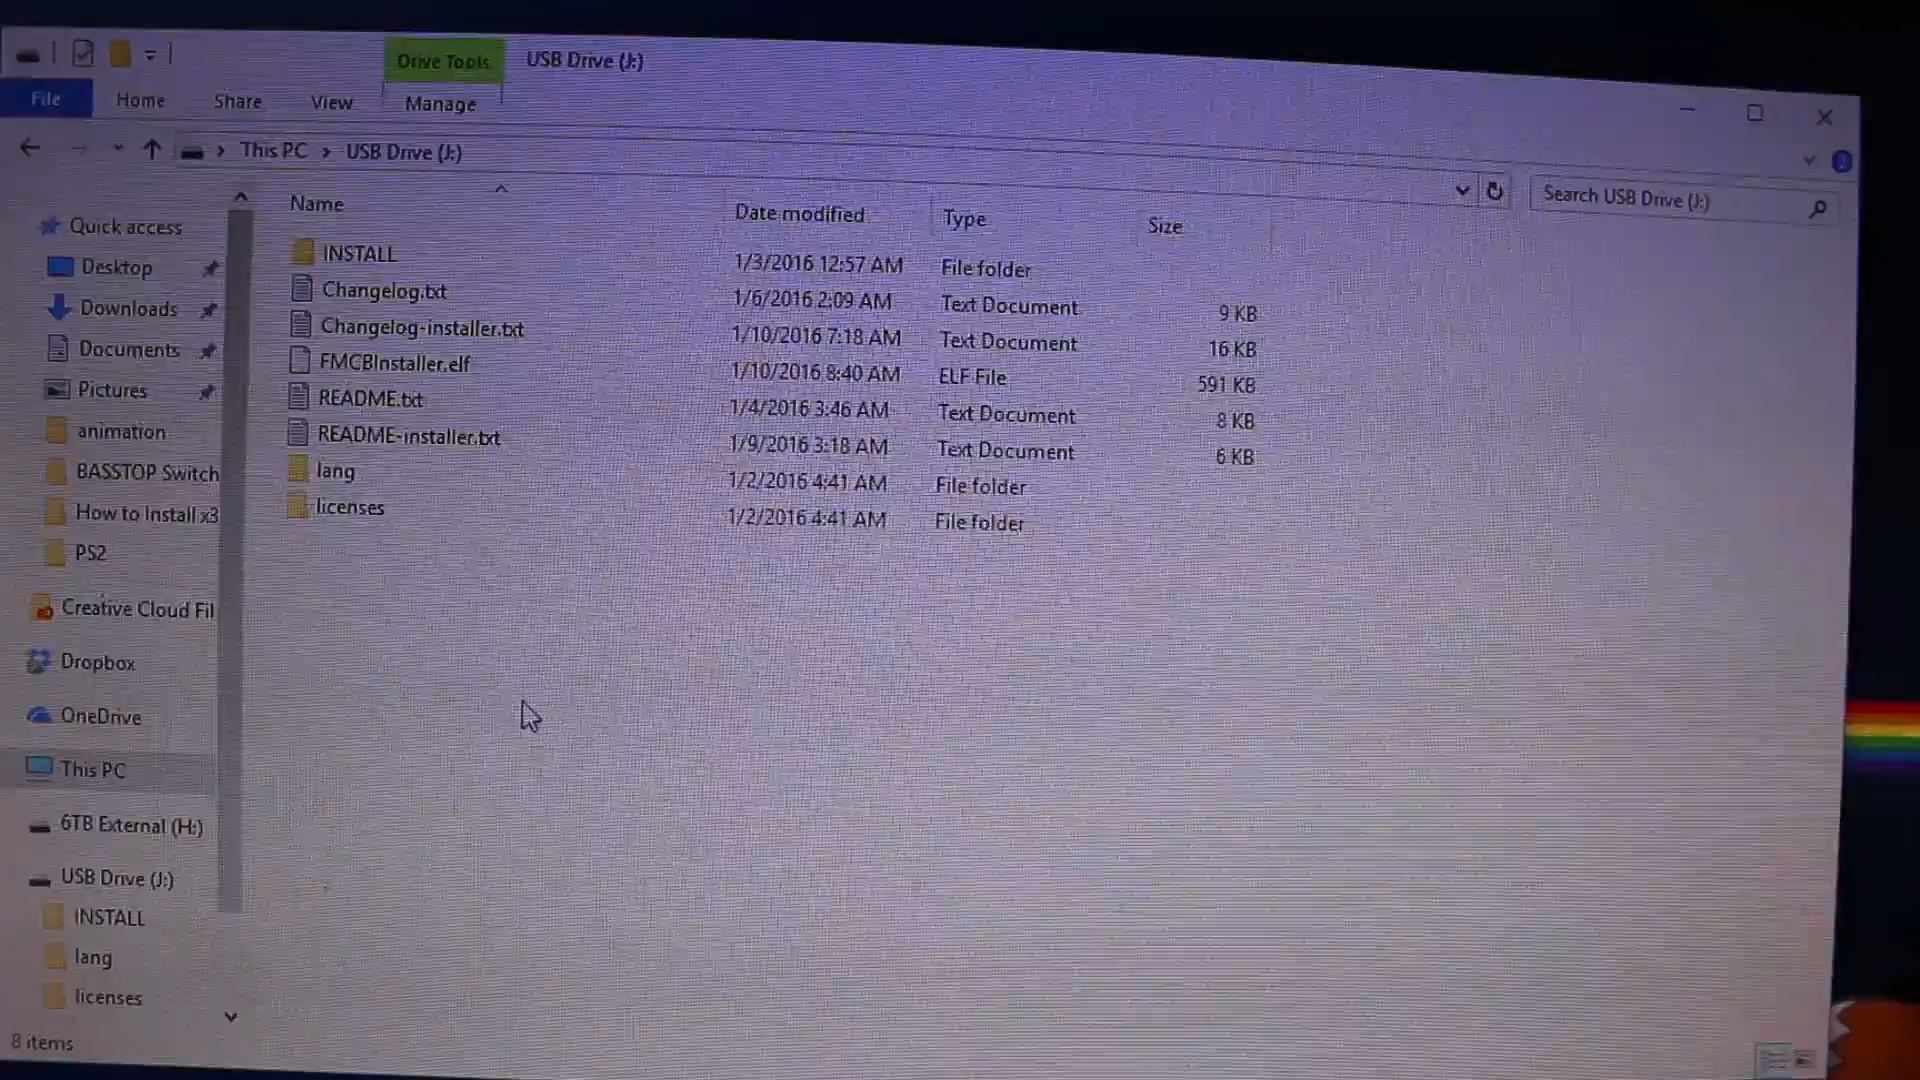 Drive Tools USB Drive (J:)
File Home Share View Manage
This PC > USB Drive (J:)
Search USB Drive (J:)
Name Date modified Type Size
INSTALL 1/3/2016 12:57 AM File folder
Changelog.txt 1/6/2016 2:09 AM Text Document 9 KB
Changelog-installer.txt 1/10/2016 7:18 AM Text Document 16 KB
FMCBInstaller.elf 1/10/2016 8:40 AM ELF File 591 KB
README.txt 1/4/2016 3:46 AM Text Document 8 KB
README-installer.txt 1/9/2016 3:18 AM Text Document 6 KB
lang 1/2/2016 4:41 AM File folder
licenses 1/2/2016 4:41 AM File folder
Quick access
Desktop
Downloads
Documents
Pictures
animation
BASSTOP Switch
How to Install x3
PS2
Creative Cloud Fil
Dropbox
OneDrive
This PC
6TB External (H:)
USB Drive (J:)
INSTALL
lang
licenses
8 items